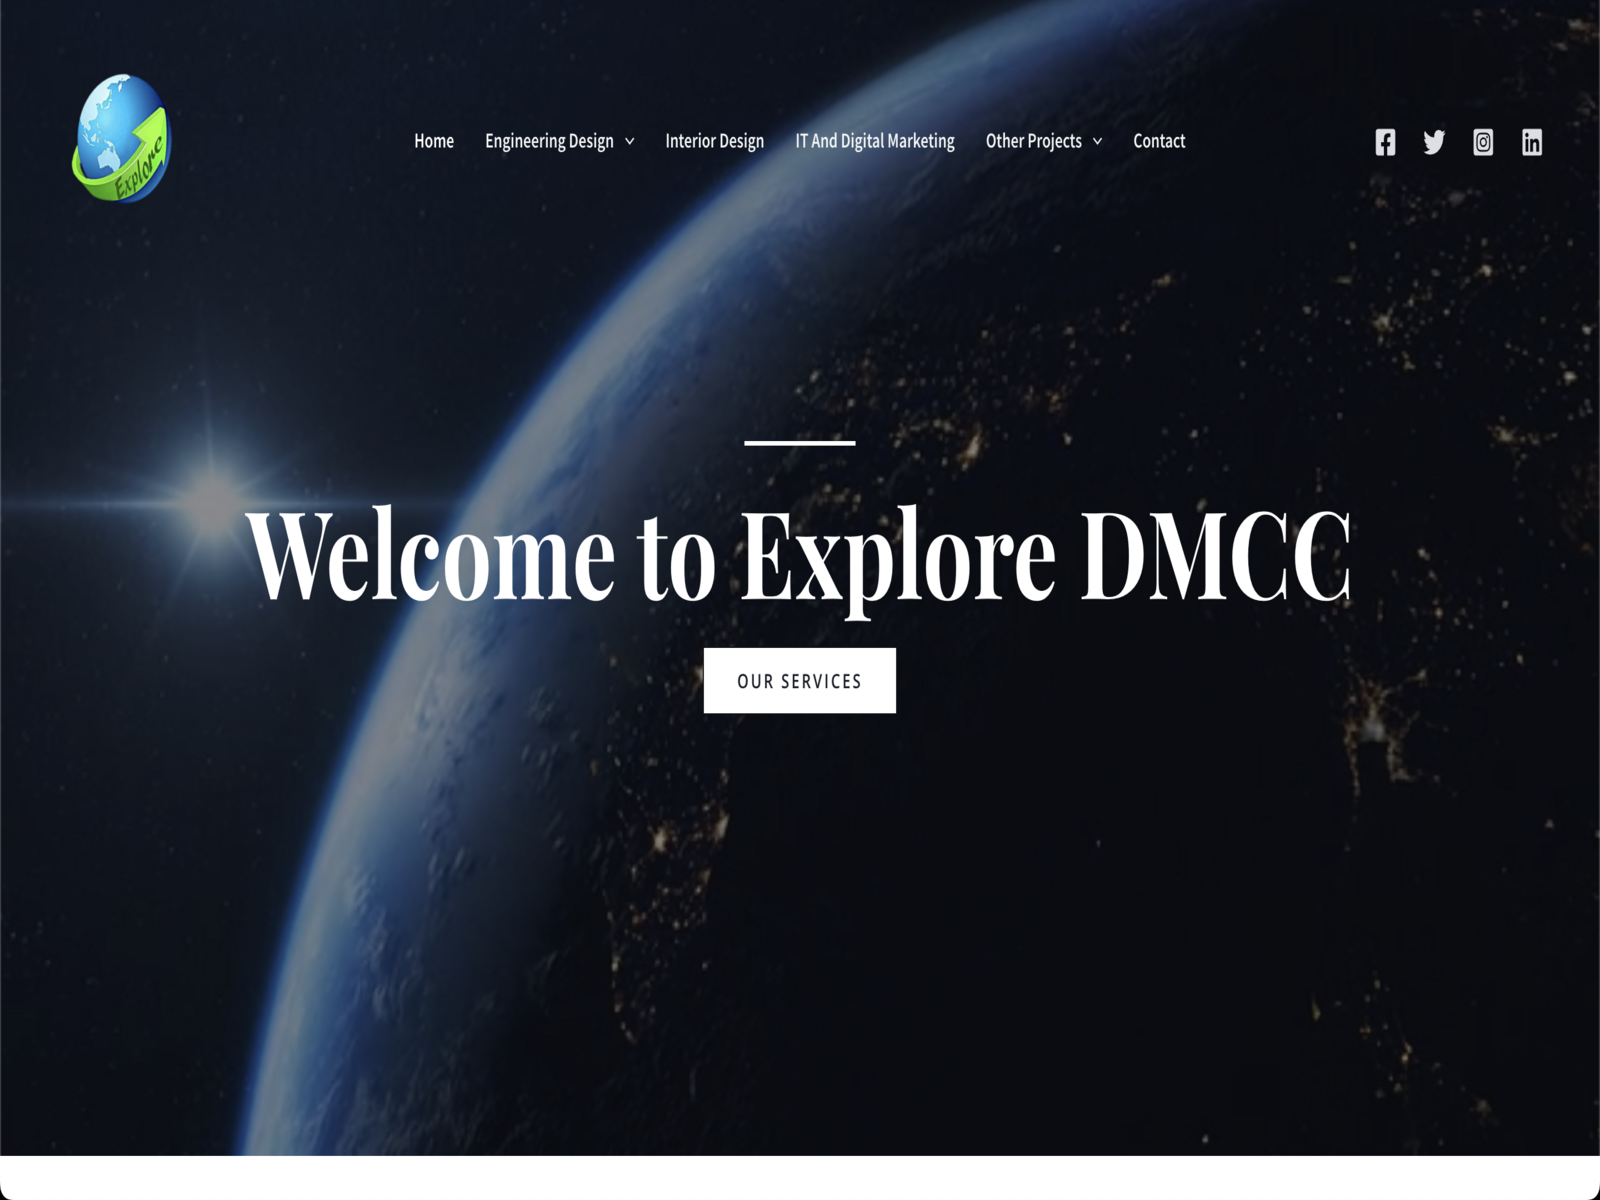 Explore
Home Engineering Design Interior Design IT And Digital Marketing Other Projects Contact
Welcome to Explore DMCC
OUR SERVICES